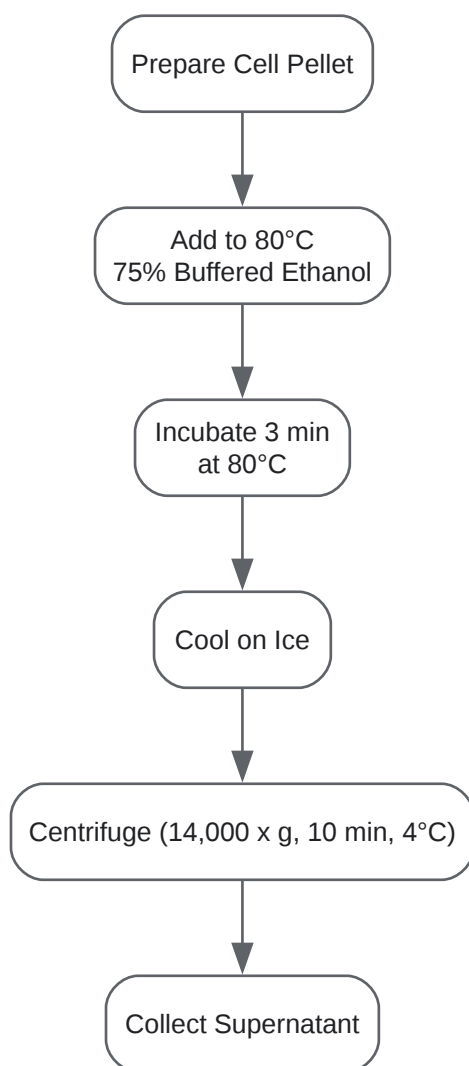 Prepare Cell Pellet
Add to 80°C
75% Buffered Ethanol
Incubate 3 min
at 80°C
Cool on Ice
Centrifuge (14,000 x g, 10 min, 4°C)
Collect Supernatant